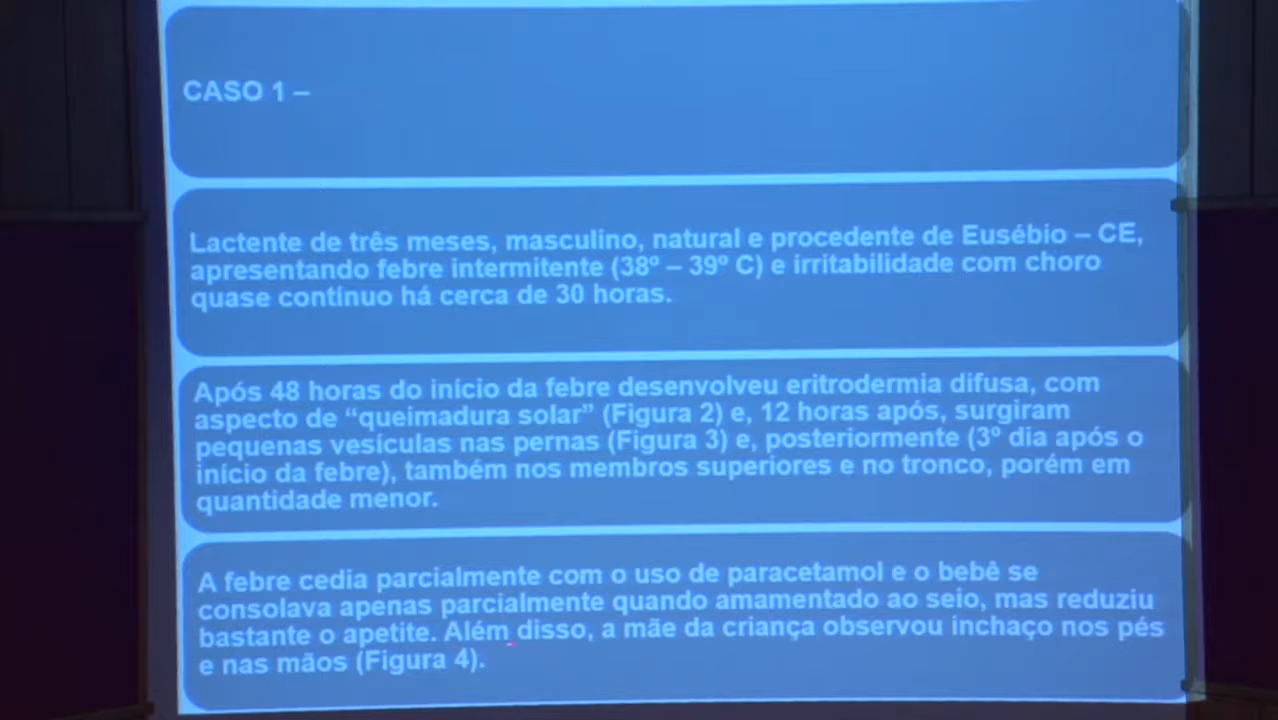 CASO 1 –
Lactente de três meses, masculino, natural e procedente de Eusébio – CE,
apresentando febre intermitente (38º – 39º C) e irritabilidade com choro
quase contínuo há cerca de 30 horas.
Após 48 horas do início da febre desenvolveu eritrodermia difusa, com
aspecto de “queimadura solar” (Figura 2) e, 12 horas após, surgiram
pequenas vesículas nas pernas (Figura 3) e, posteriormente (3º dia após o
início da febre), também nos membros superiores e no tronco, porém em
quantidade menor.
A febre cedia parcialmente com o uso de paracetamol e o bebê se
consolava apenas parcialmente quando amamentado ao seio, mas reduziu
bastante o apetite. Além disso, a mãe da criança observou inchaço nos pés
e nas mãos (Figura 4).